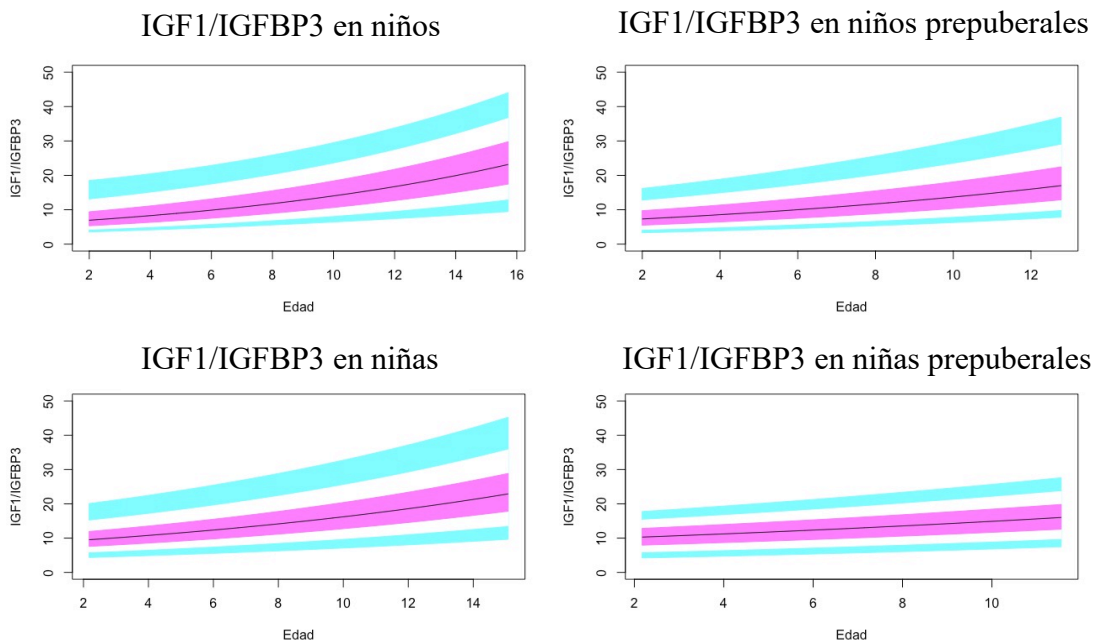 IGF1/IGFBP3 en niños
IGF1/IGFBP3
50
40
30
20
10
0
2 4 6 8 10 12 14 16
Edad
IGF1/IGFBP3 en niños prepuberales
IGF1/IGFBP3
50
40
30
20
10
0
2 4 6 8 10 12
Edad
IGF1/IGFBP3 en niñas
IGF1/IGFBP3
50
40
30
20
10
0
2 4 6 8 10 12 14
Edad
IGF1/IGFBP3 en niñas prepuberales
IGF1/IGFBP3
50
40
30
20
10
0
2 4 6 8 10
Edad